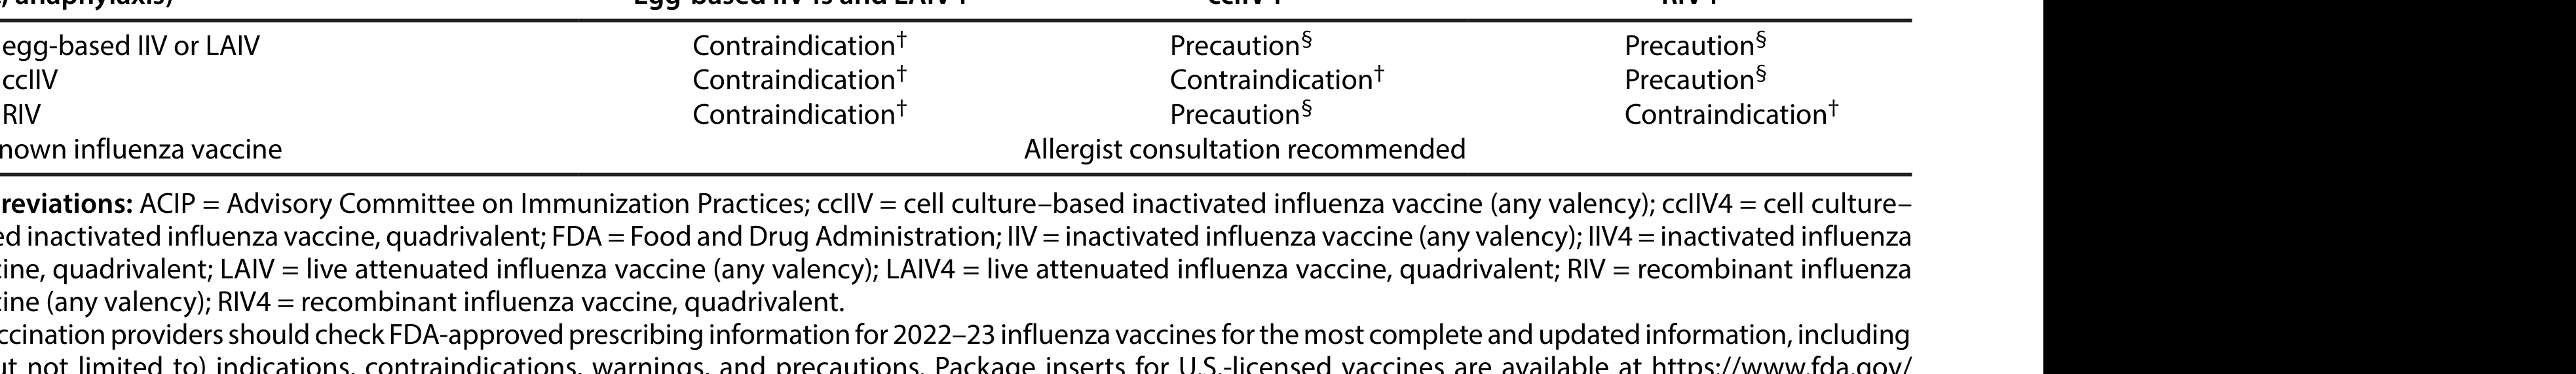 anaphylaxis) Egg-based IIV4s and LAIV4 ccIIV4 RIV4
egg-based IIV or LAIV Contraindication† Precaution§ Precaution§
ccIIV Contraindication† Contraindication† Precaution§
RIV Contraindication† Precaution§ Contraindication†
nown influenza vaccine Allergist consultation recommended
reviations: ACIP = Advisory Committee on Immunization Practices; ccIIV = cell culture–based inactivated influenza vaccine (any valency); ccIIV4 = cell culture–
ed inactivated influenza vaccine, quadrivalent; FDA = Food and Drug Administration; IIV = inactivated influenza vaccine (any valency); IIV4 = inactivated influenza
cine, quadrivalent; LAIV = live attenuated influenza vaccine (any valency); LAIV4 = live attenuated influenza vaccine, quadrivalent; RIV = recombinant influenza
cine (any valency); RIV4 = recombinant influenza vaccine, quadrivalent.
ccination providers should check FDA-approved prescribing information for 2022–23 influenza vaccines for the most complete and updated information, including
ut not limited to) indications, contraindications, warnings, and precautions. Package inserts for U.S.-licensed vaccines are available at https://www.fda.gov/